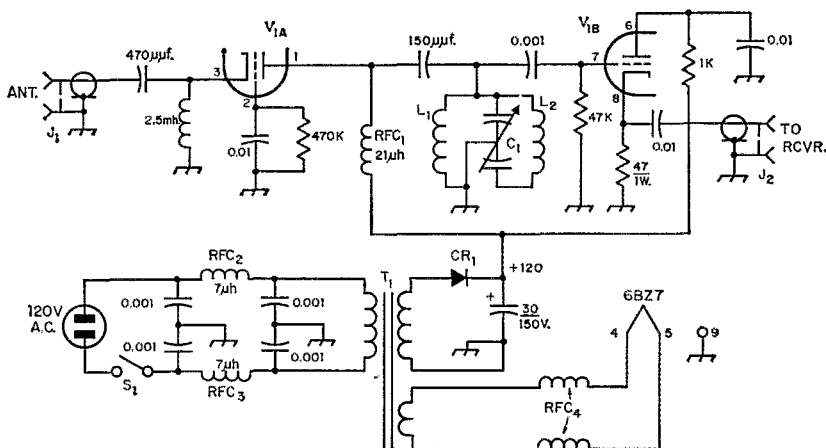 V1A
V1B
470μμf.
150μμf.
0.001
0.01
1K
ANT.
J1
2.5mh.
3
2
1
0.01
470K
RFC1
21μh
L1
C1
L2
47K
7
6
8
0.01
47
1W.
TO
RCVR.
J2
RFC2
7μh
0.001
0.001
120V
A.C.
0.001
0.001
S1
7μh
RFC3
T1
CR1
+120
+
30
150V.
6BZ7
4
5
9
RFC4